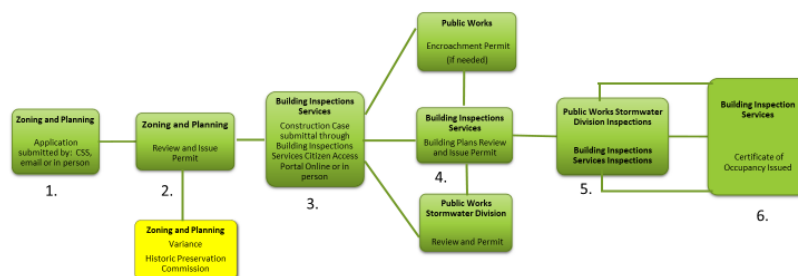 Zoning and Planning
Application
submitted by: CSS,
email or in person
1.
Zoning and Planning
Review and Issue
Permit
2.
Zoning and Planning
Variance
Historic Preservation
Commission
Building Inspections
Services
Construction Case
submittal through
Building Inspections
Services Citizen Access
Portal Online or in
person
3.
Public Works
Encroachment Permit
(if needed)
Building Inspections
Services
Building Plans Review
and Issue Permit
4.
Public Works
Stormwater Division
Review and Permit
Public Works Stormwater
Division Inspections
Building Inspections
Services Inspections
5.
Building Inspection
Services
Certificate of
Occupancy Issued
6.